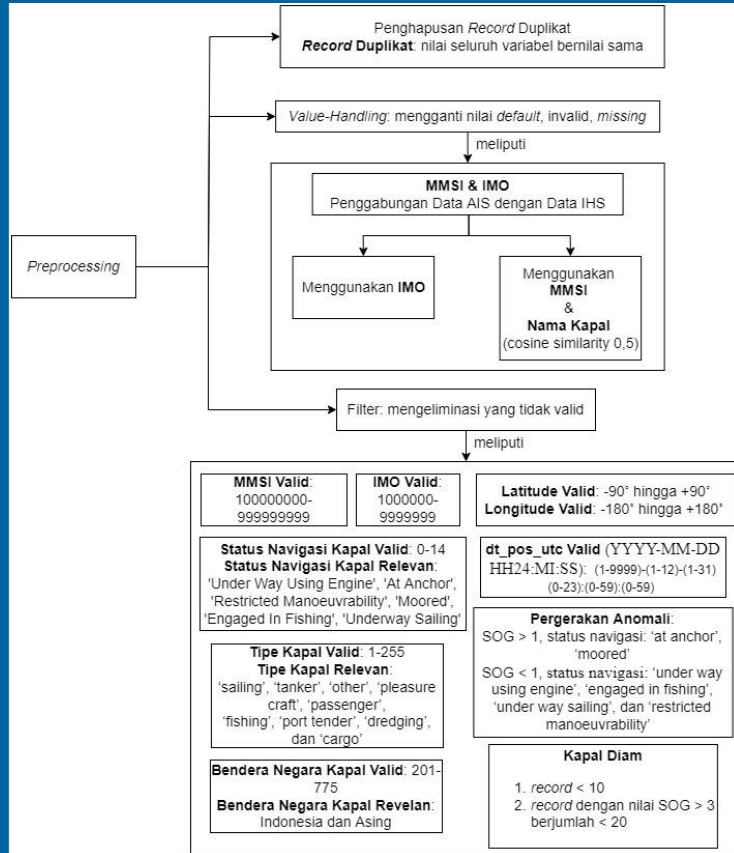 Penghapusan Record Duplikat
Record Duplikat: nilai seluruh variabel bernilai sama
Value-Handling: mengganti nilai default, invalid, missing
meliputi
MMSI & IMO
Penggabungan Data AIS dengan Data IHS
Menggunakan IMO
Menggunakan
MMSI
&
Nama Kapal
(cosine similarity 0,5)
Preprocessing
Filter: mengeliminasi yang tidak valid
meliputi
MMSI Valid:
100000000-
999999999
IMO Valid:
1000000-
9999999
Latitude Valid: -90° hingga +90°
Longitude Valid: -180° hingga +180°
Status Navigasi Kapal Valid: 0-14
Status Navigasi Kapal Relevan:
'Under Way Using Engine', 'At Anchor',
'Restricted Manoeuvrability', 'Moored',
'Engaged In Fishing', 'Underway Sailing'
dt_pos_utc Valid (YYYY-MM-DD
HH24:MI:SS): (1-9999)-(1-12)-(1-31)
(0-23):(0-59):(0-59)
Tipe Kapal Valid: 1-255
Tipe Kapal Relevan:
‘sailing’, ‘tanker’, ‘other’, ‘pleasure
craft’, ‘passenger’,
‘fishing’, ‘port tender’, ‘dredging’,
dan ‘cargo’
Pergerakan Anomali:
SOG > 1, status navigasi: ‘at anchor’,
‘moored’
SOG < 1, status navigasi: ‘under way
using engine’, ‘engaged in fishing’,
‘under way sailing’, dan ‘restricted
manoeuvrability’
Bendera Negara Kapal Valid: 201-
775
Bendera Negara Kapal Revelan:
Indonesia dan Asing
Kapal Diam
1. record < 10
2. record dengan nilai SOG > 3
berjumlah < 20